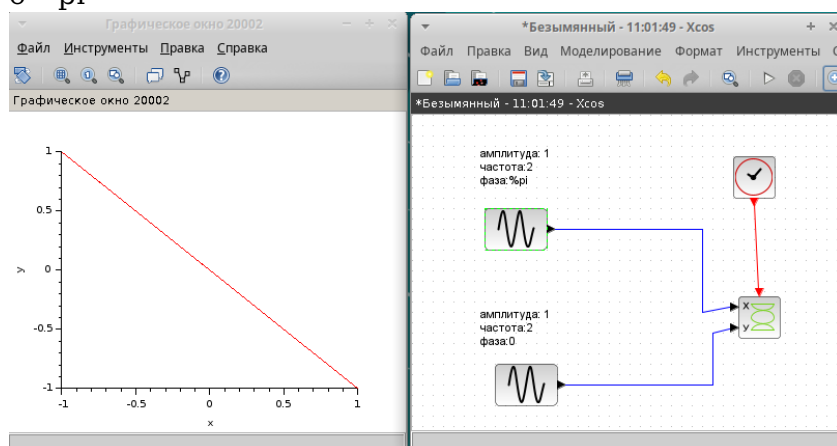 Графическое окно 20002
Файл Инструменты Правка Справка
Графическое окно 20002
1
0.5
0
-0.5
-1
y
-1 -0.5 0 0.5 1
x
*Безымянный - 11:01:49 - Xcos
Файл Правка Вид Моделирование Формат Инструменты
*Безымянный - 11:01:49 - Xcos
амплитуда: 1
частота:2
фаза:%pi
X
y
амплитуда: 1
частота:2
фаза:0